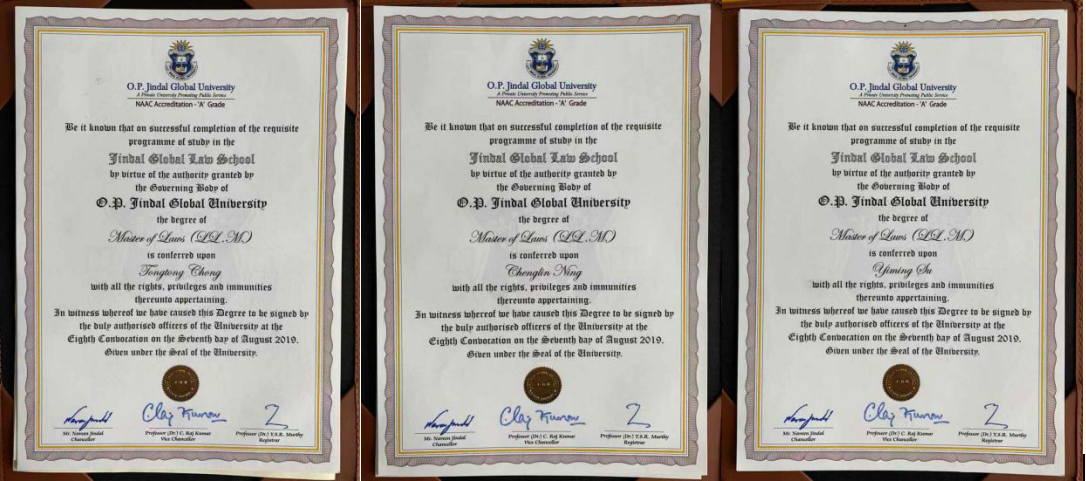 O.P. Jindal Global University
A Private University Promoting Public Service
NAAC Accreditation - 'A' Grade
Be it known that on successful completion of the requisite
programme of study in the
Jindal Global Law School
by virtue of the authority granted by
the Governing Body of
O.P. Jindal Global University
the degree of
Master of Laws (LL.M.)
is conferred upon
Tongtong Chong
with all the rights, privileges and immunities
thereunto appertaining.
In witness whereof we have caused this Degree to be signed by
the duly authorised officers of the University at the
Eighth Convocation on the Seventh day of August 2019.
Given under the Seal of the University.
Mr. Naveen Jindal
Chancellor
Professor (Dr.) C. Raj Kumar
Vice Chancellor
Professor (Dr.) Y.S.R. Murthy
Registrar
O.P. Jindal Global University
A Private University Promoting Public Service
NAAC Accreditation - 'A' Grade
Be it known that on successful completion of the requisite
programme of study in the
Jindal Global Law School
by virtue of the authority granted by
the Governing Body of
O.P. Jindal Global University
the degree of
Master of Laws (LL.M.)
is conferred upon
Chenglin Ning
with all the rights, privileges and immunities
thereunto appertaining.
In witness whereof we have caused this Degree to be signed by
the duly authorised officers of the University at the
Eighth Convocation on the Seventh day of August 2019.
Given under the Seal of the University.
Mr. Naveen Jindal
Chancellor
Professor (Dr.) C. Raj Kumar
Vice Chancellor
Professor (Dr.) Y.S.R. Murthy
Registrar
O.P. Jindal Global University
A Private University Promoting Public Service
NAAC Accreditation - 'A' Grade
Be it known that on successful completion of the requisite
programme of study in the
Jindal Global Law School
by virtue of the authority granted by
the Governing Body of
O.P. Jindal Global University
the degree of
Master of Laws (LL.M.)
is conferred upon
Yiming Su
with all the rights, privileges and immunities
thereunto appertaining.
In witness whereof we have caused this Degree to be signed by
the duly authorised officers of the University at the
Eighth Convocation on the Seventh day of August 2019.
Given under the Seal of the University.
Mr. Naveen Jindal
Chancellor
Professor (Dr.) C. Raj Kumar
Vice Chancellor
Professor (Dr.) Y.S.R. Murthy
Registrar